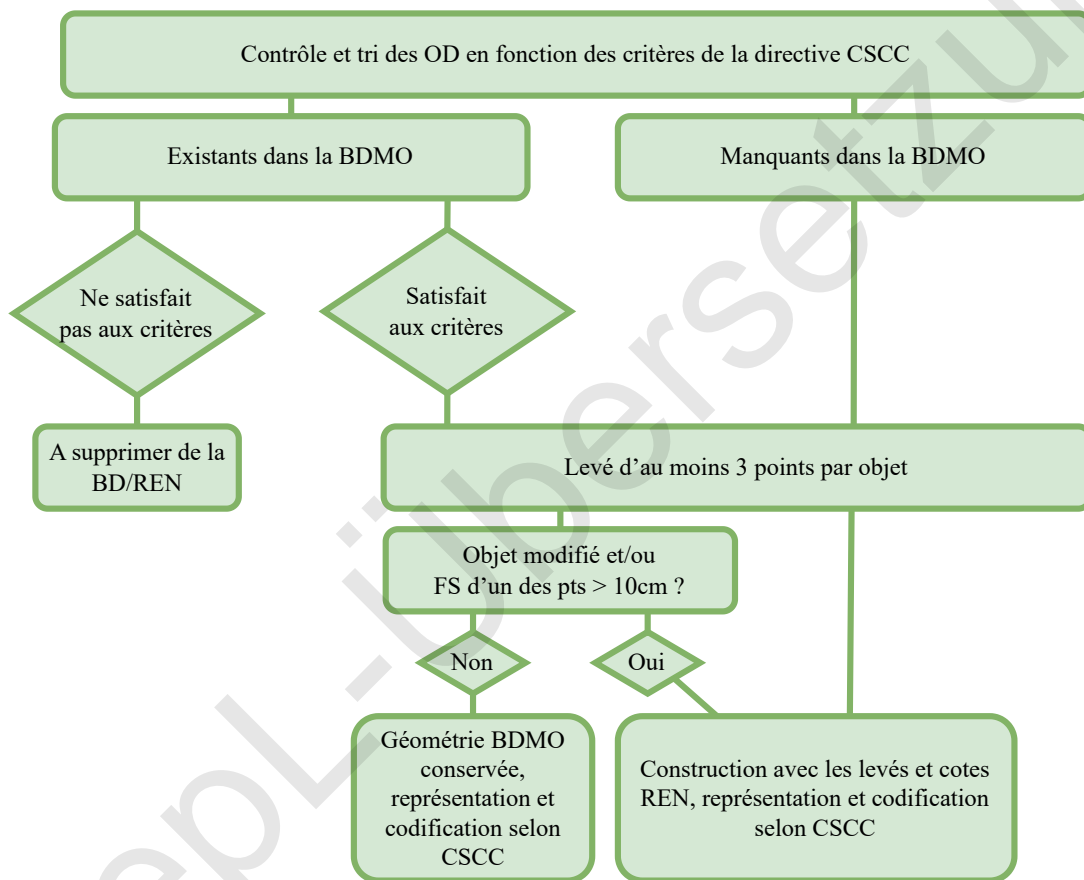 Contrôle et tri des OD en fonction des critères de la directive CSCC
Existants dans la BDMO
Manquants dans la BDMO
Ne satisfait
pas aux critères
Satisfait
aux critères
A supprimer de la
BD/REN
Levé d’au moins 3 points par objet
Objet modifié et/ou
FS d’un des pts > 10cm ?
Non
Oui
Géométrie BDMO
conservée,
représentation et
codification selon
CSCC
Construction avec les levés et cotes
REN, représentation et codification
selon CSCC
epL-Übersetzu